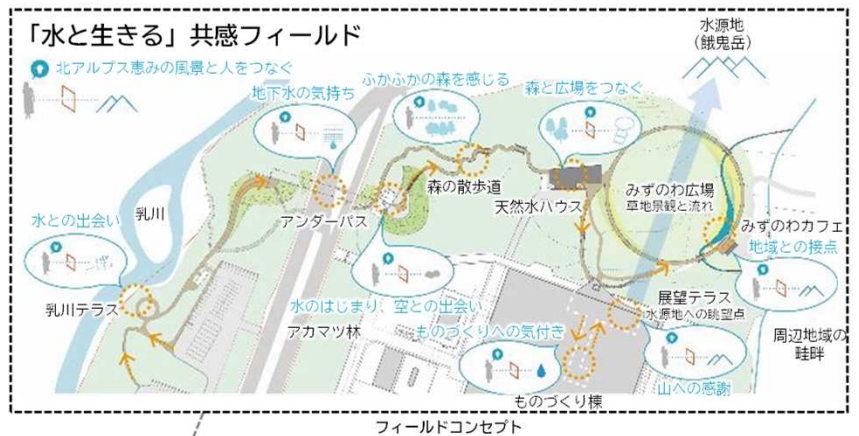 「水と生きる」共感フィールド
水源地
(餓鬼岳)
北アルプス恵みの風景と人をつなぐ
ふかふかの森を感じる
地下水の気持ち
森と広場をつなぐ
水との出会い
乳川
アンダーパス
森の散歩道
天然水ハウス
みずのわ広場
草地景観と流れ
みずのわカフェ
地域との接点
乳川テラス
水のはじまり、空との出会い
アカマツ林
ものづくりへの気付き
展望テラス
水源地への眺望点
周辺地域の
畦畔
山への感謝
ものづくり棟
フィールドコンセプト